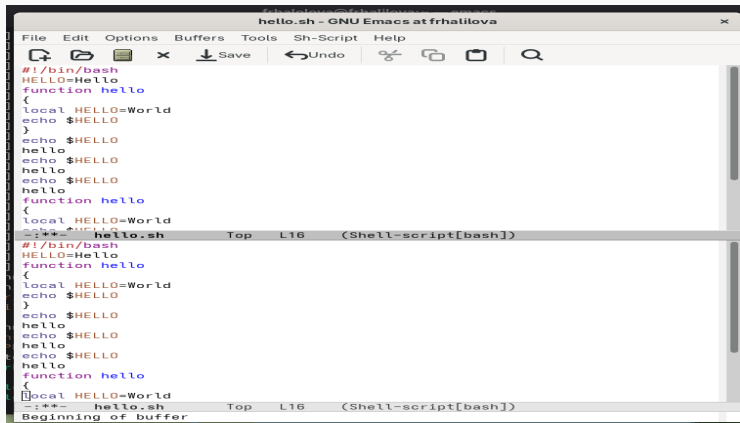 hello.sh - GNU Emacs at frhalilova
File Edit Options Buffers Tools Sh-Script Help
Save Undo
#!/bin/bash
HELLO=Hello
function hello
{
local HELLO=World
echo $HELLO
}
echo $HELLO
hello
echo $HELLO
hello
echo $HELLO
hello
function hello
{
local HELLO=World
-:**- hello.sh Top L16 (Shell-script[bash])
#!/bin/bash
HELLO=Hello
function hello
{
local HELLO=World
echo $HELLO
}
echo $HELLO
hello
echo $HELLO
hello
echo $HELLO
hello
function hello
{
local HELLO=World
-:**- hello.sh Top L16 (Shell-script[bash])
Beginning of buffer